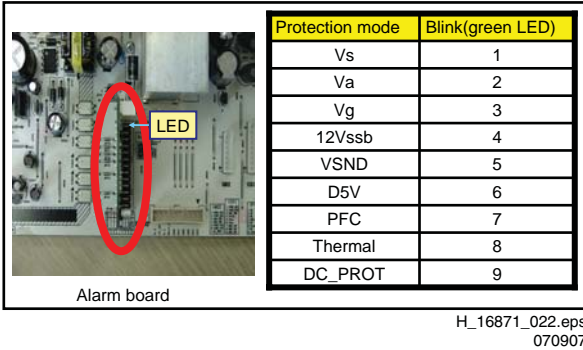 LED
Alarm board
Protection mode Blink(green LED)
Vs 1
Va 2
Vg 3
12Vssb 4
VSND 5
D5V 6
PFC 7
Thermal 8
DC_PROT 9
H_16871_022.eps
070907